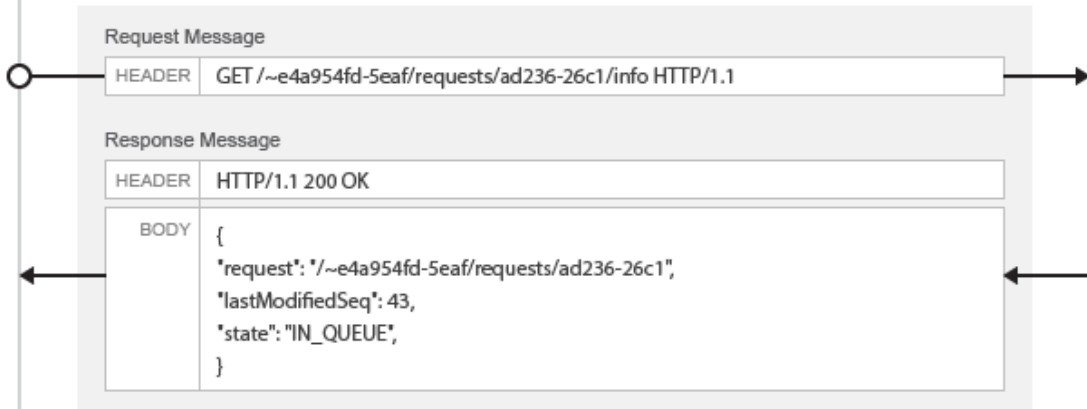 Request Message
HEADER GET /~e4a954fd-5eaf/requests/ad236-26c1/info HTTP/1.1
Response Message
HEADER HTTP/1.1 200 OK
BODY {
"request": "/~e4a954fd-5eaf/requests/ad236-26c1",
"lastModifiedSeq": 43,
"state": "IN_QUEUE",
}